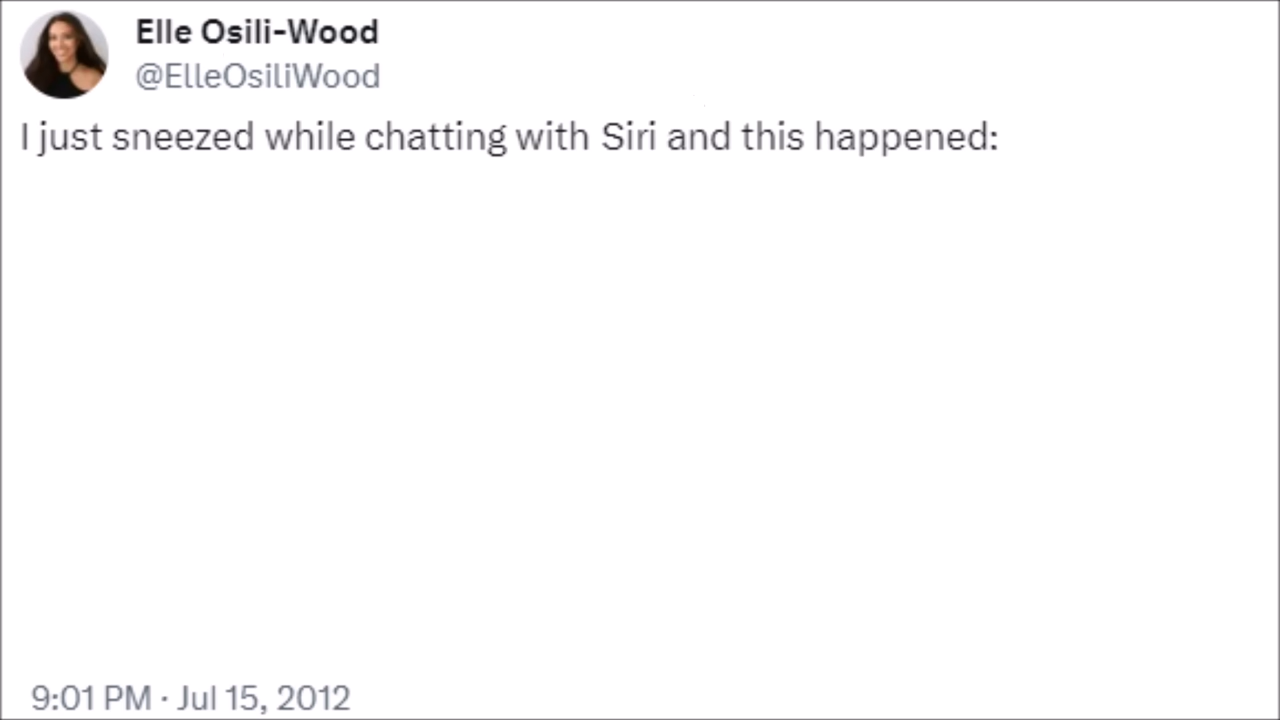 Elle Osili-Wood
@ElleOsiliWood
I just sneezed while chatting with Siri and this happened:
9:01 PM · Jul 15, 2012